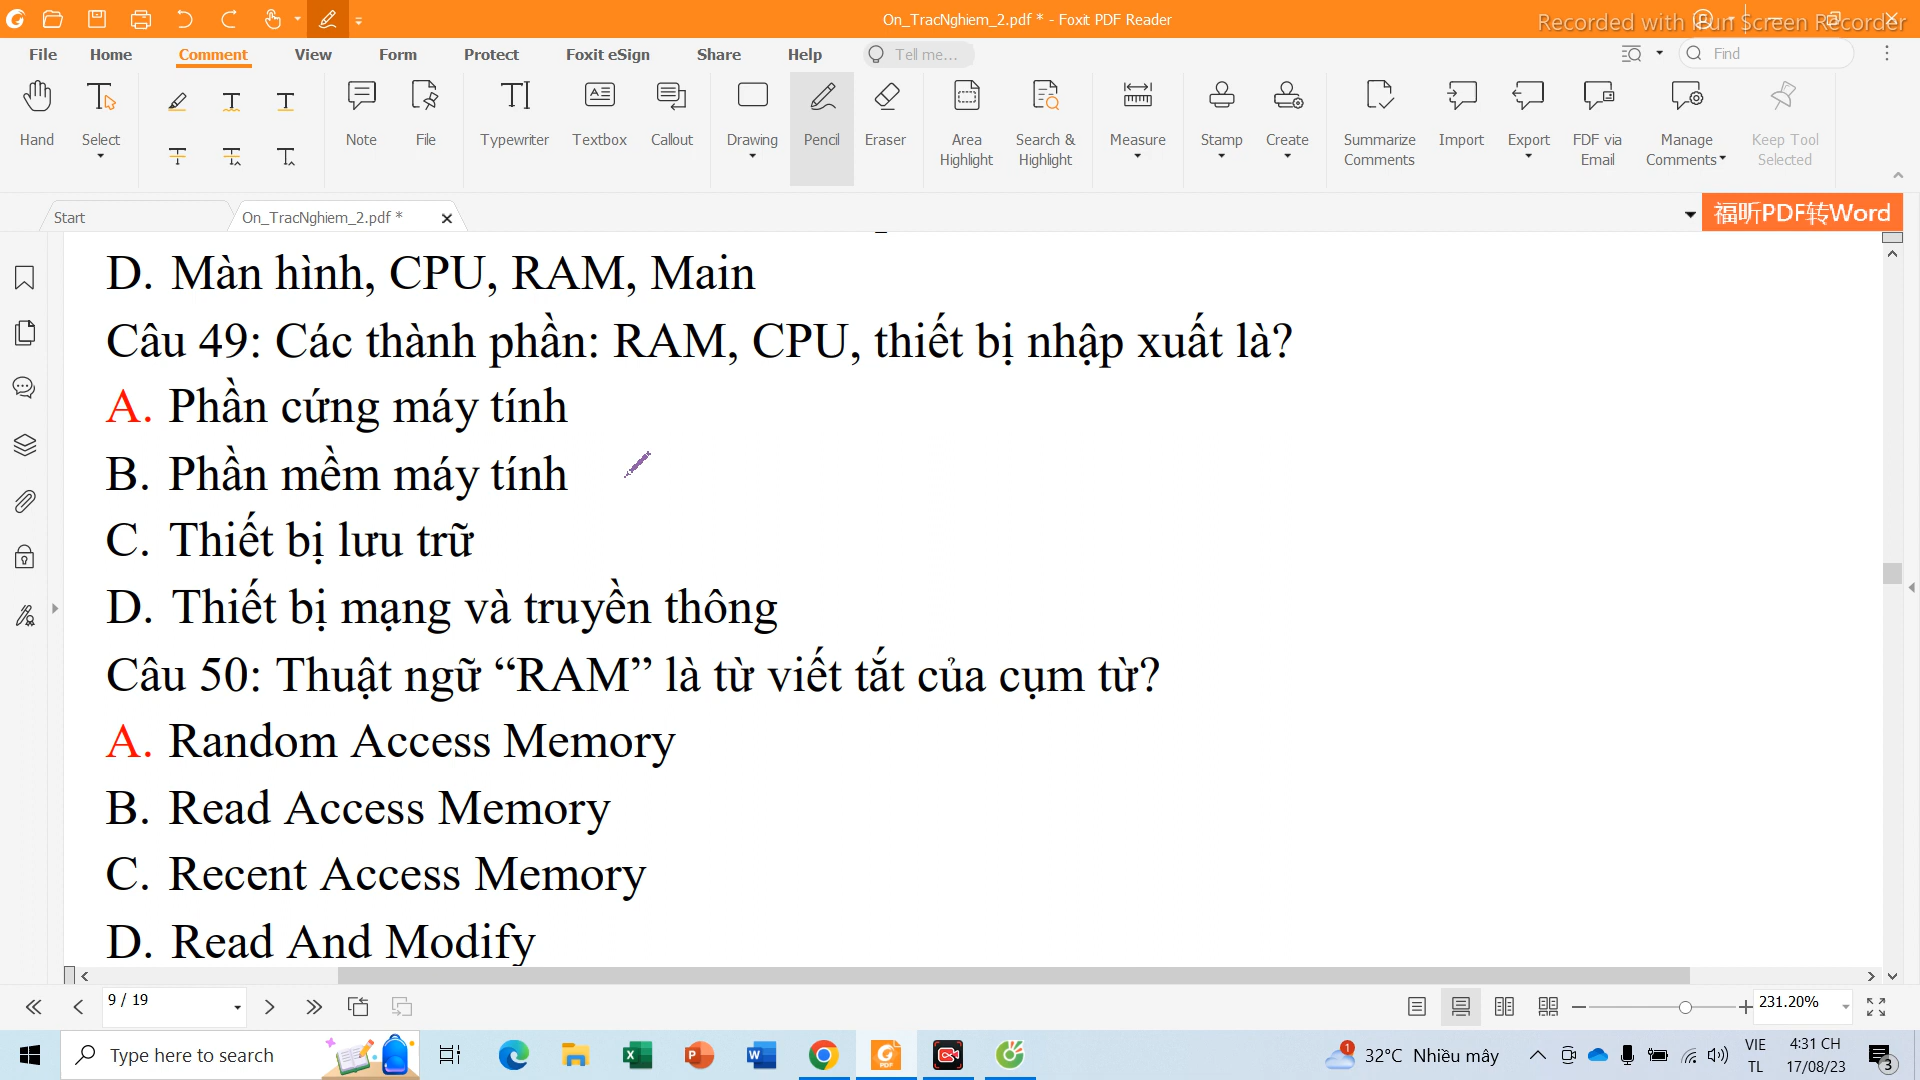 On_TracNghiem_2.pdf * - Foxit PDF Reader
Recorded with iFun Screen Recorder
File Home Comment View Form Protect Foxit eSign Share Help Tell me... Find
Hand Select Note File Typewriter Textbox Callout Drawing Pencil Eraser Area Highlight Search & Highlight Measure Stamp Create Summarize Comments Import Export FDF via Email Manage Comments Keep Tool Selected
Start On_TracNghiem_2.pdf * 福昕PDF转Word
D. Màn hình, CPU, RAM, Main
Câu 49: Các thành phần: RAM, CPU, thiết bị nhập xuất là?
A. Phần cứng máy tính
B. Phần mềm máy tính
C. Thiết bị lưu trữ
D. Thiết bị mạng và truyền thông
Câu 50: Thuật ngữ “RAM” là từ viết tắt của cụm từ?
A. Random Access Memory
B. Read Access Memory
C. Recent Access Memory
D. Read And Modify
9 / 19 231.20%
Type here to search 1 32°C Nhiều mây VIE 4:31 CH
TL 17/08/23 3